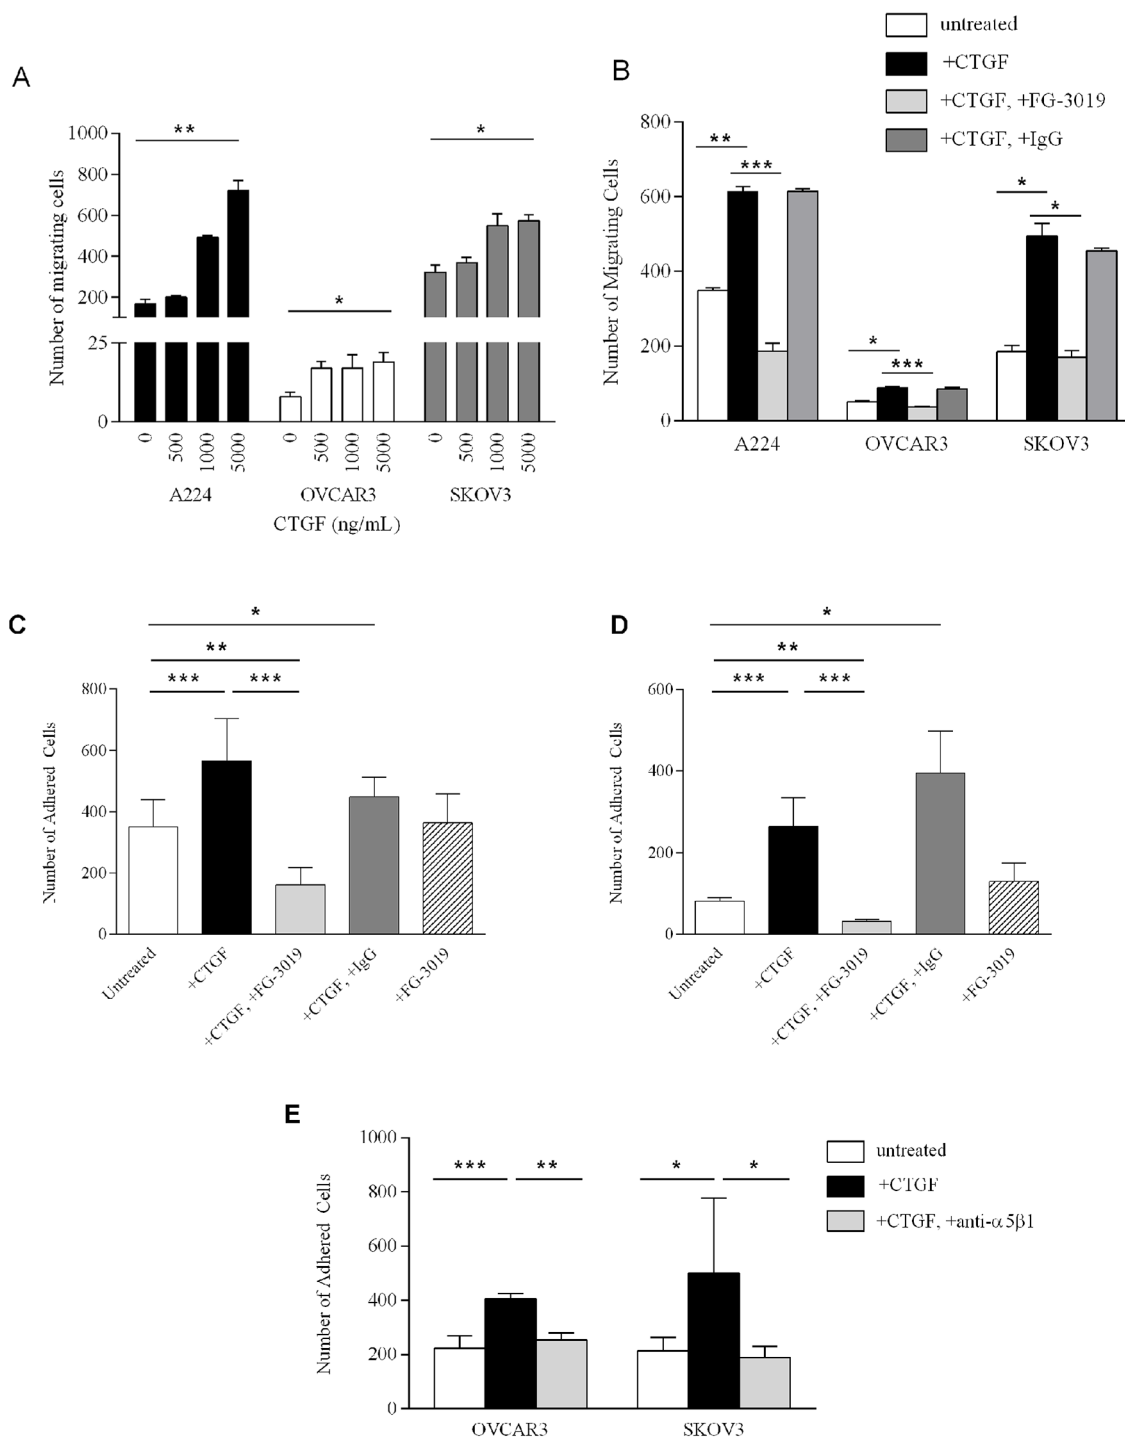 untreated
+CTGF
+CTGF, +FG-3019
+CTGF, +IgG
A
**
*
*
Number of migrating cells
1000
800
600
400
200
25
0
0 500 1000 5000 0 500 1000 5000 0 500 1000 5000
A224 OVCAR3 SKOV3
CTGF (ng/mL)
B
** *** * *** * *
Number of Migrating Cells
800
600
400
200
0
A224 OVCAR3 SKOV3
C
*
**
*** ***
Number of Adhered Cells
800
600
400
200
0
Untreated
+CTGF
+CTGF, +FG-3019
+CTGF, +IgG
+FG-3019
D
*
**
*** ***
Number of Adhered Cells
600
400
200
0
Untreated
+CTGF
+CTGF, +FG-3019
+CTGF, +IgG
+FG-3019
E
*** ** * *
Number of Adhered Cells
1000
800
600
400
200
0
OVCAR3 SKOV3
untreated
+CTGF
+CTGF, +anti-α5β1